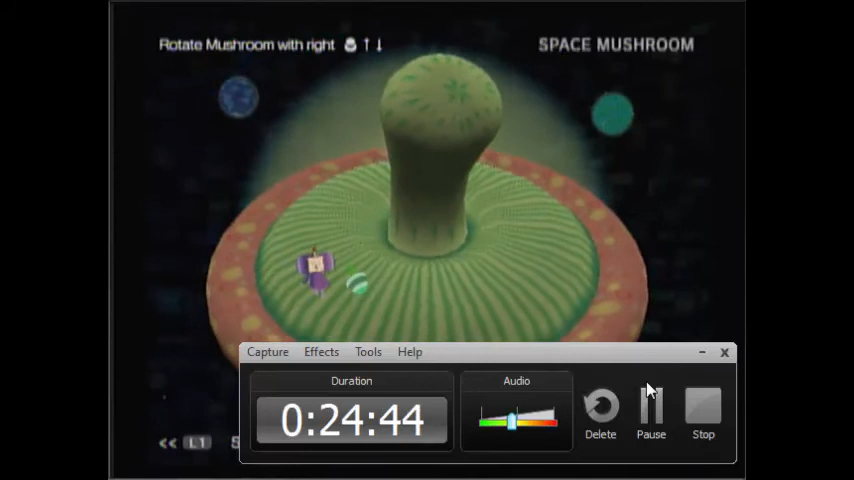 Rotate Mushroom with right
SPACE MUSHROOM
Capture Effects Tools Help
Duration
0:24:44
Audio
Delete
Pause
Stop
<< L1